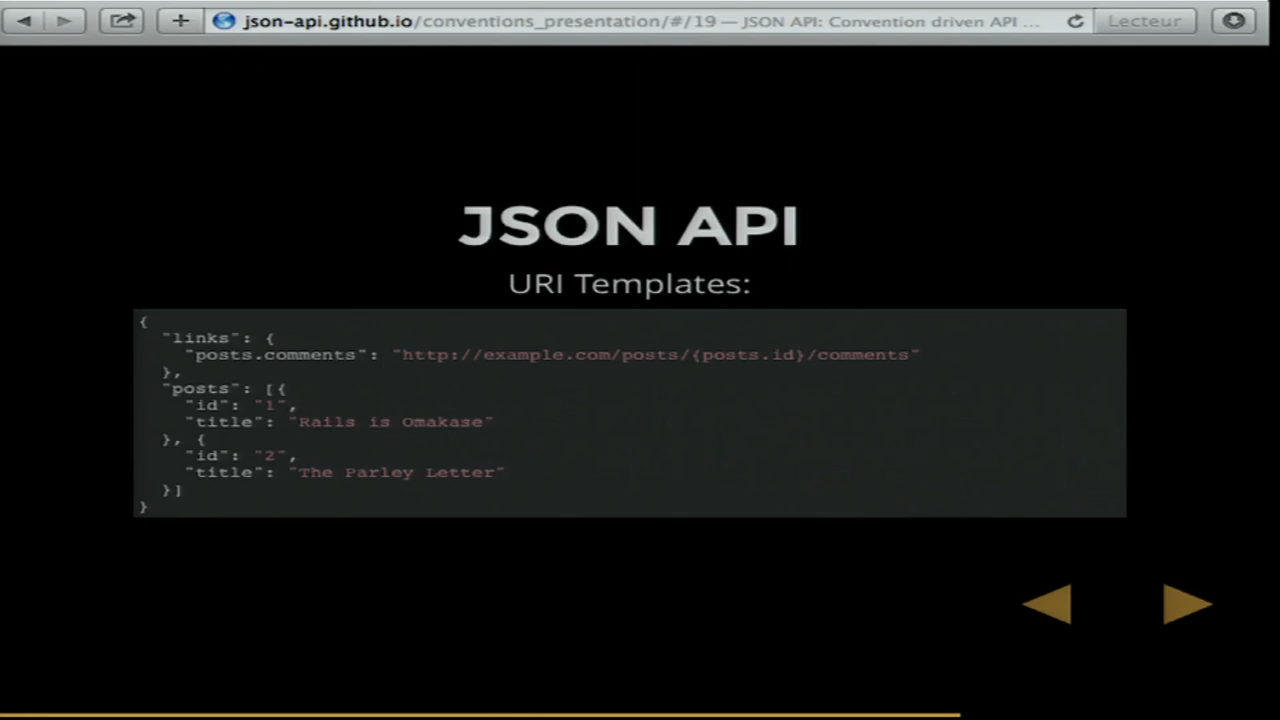 json-api.github.io/conventions_presentation/#/19 — JSON API: Convention driven API ...
Lecteur
JSON API
URI Templates:
{
"links": {
"posts.comments": "http://example.com/posts/{posts.id}/comments"
},
"posts": [{
"id": "1",
"title": "Rails is Omakase"
}, {
"id": "2",
"title": "The Parley Letter"
}]
}